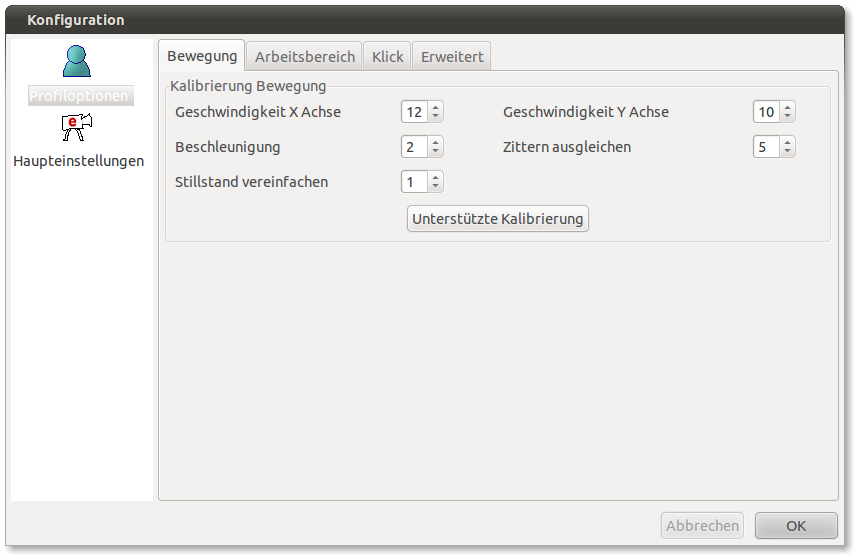 Konfiguration
Profiloptionen
e
Haupteinstellungen
Bewegung Arbeitsbereich Klick Erweitert
Kalibrierung Bewegung
Geschwindigkeit X Achse 12 Geschwindigkeit Y Achse 10
Beschleunigung 2 Zittern ausgleichen 5
Stillstand vereinfachen 1
Unterstützte Kalibrierung
Abbrechen OK